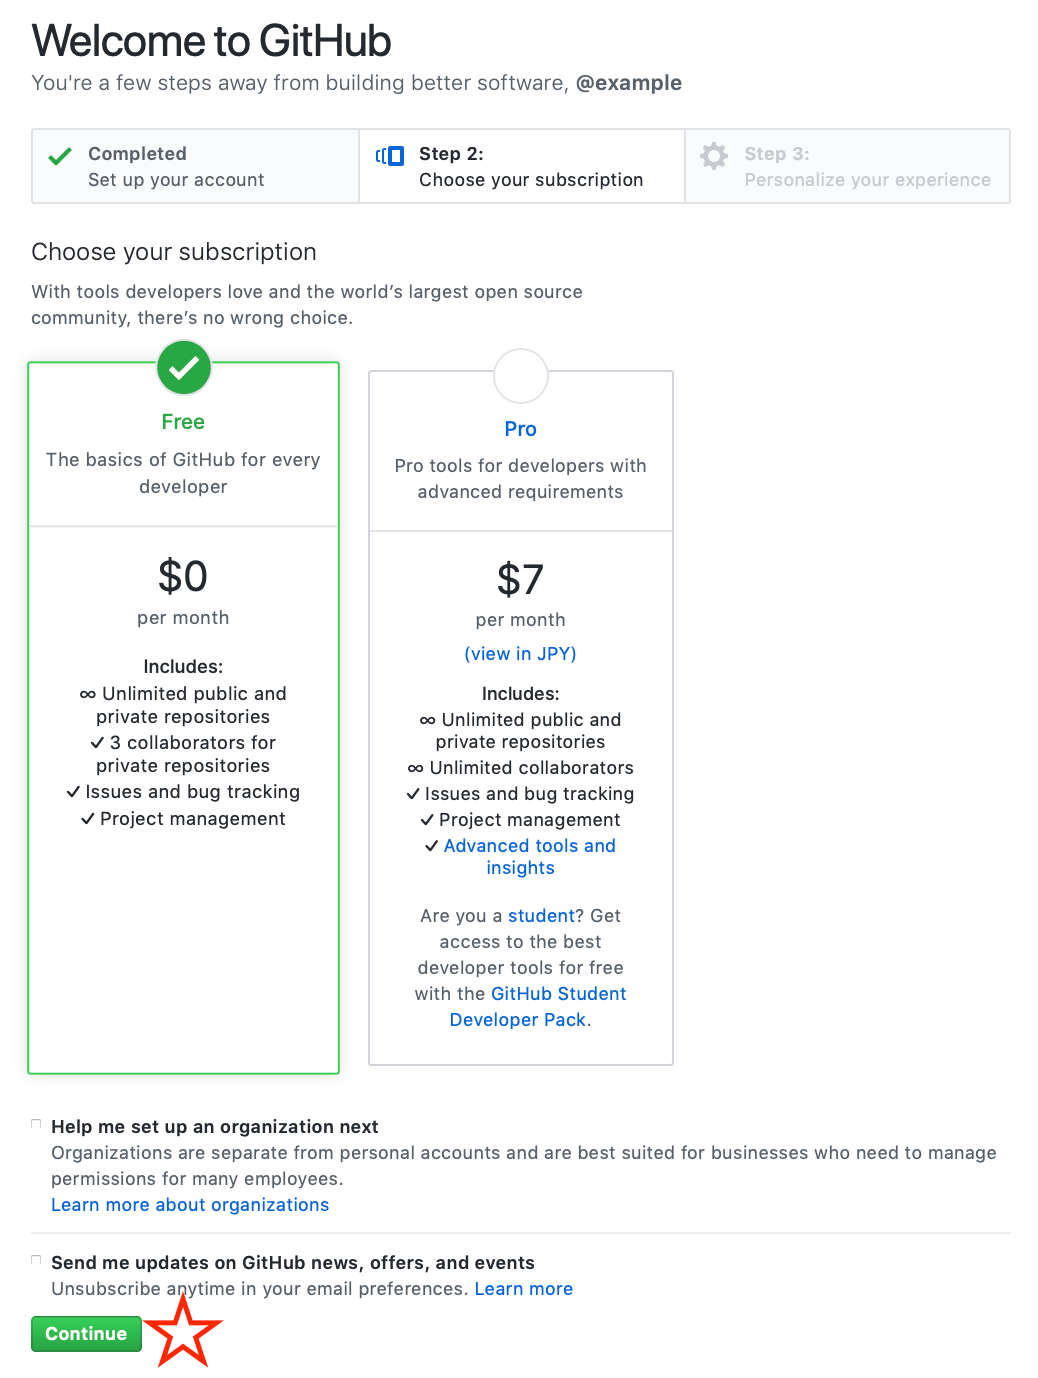 Welcome to GitHub
You're a few steps away from building better software, @example
Completed
Set up your account
Step 2:
Choose your subscription
Step 3:
Personalize your experience
Choose your subscription
With tools developers love and the world’s largest open source
community, there’s no wrong choice.
Free
The basics of GitHub for every
developer
$0
per month
Includes:
∞ Unlimited public and
private repositories
✓ 3 collaborators for
private repositories
✓ Issues and bug tracking
✓ Project management
Pro
Pro tools for developers with
advanced requirements
$7
per month
(view in JPY)
Includes:
∞ Unlimited public and
private repositories
∞ Unlimited collaborators
✓ Issues and bug tracking
✓ Project management
✓ Advanced tools and
insights
Are you a student? Get
access to the best
developer tools for free
with the GitHub Student
Developer Pack.
Help me set up an organization next
Organizations are separate from personal accounts and are best suited for businesses who need to manage
permissions for many employees.
Learn more about organizations
Send me updates on GitHub news, offers, and events
Unsubscribe anytime in your email preferences. Learn more
Continue